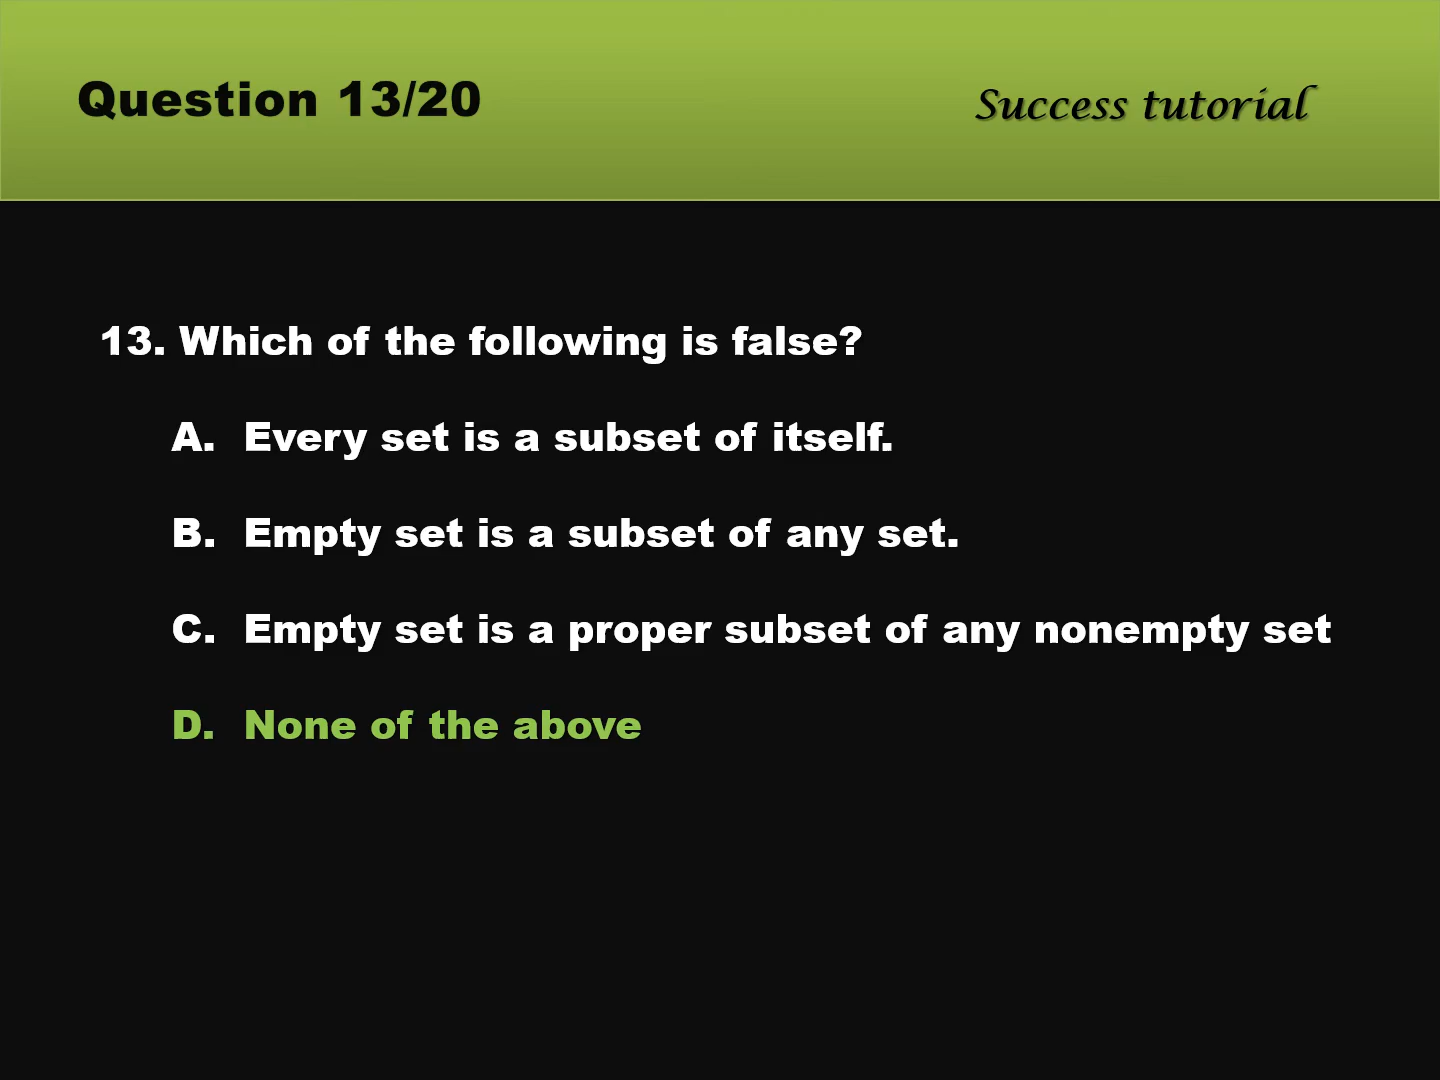 Question 13/20
Success tutorial
13. Which of the following is false?
A. Every set is a subset of itself.
B. Empty set is a subset of any set.
C. Empty set is a proper subset of any nonempty set
D. None of the above